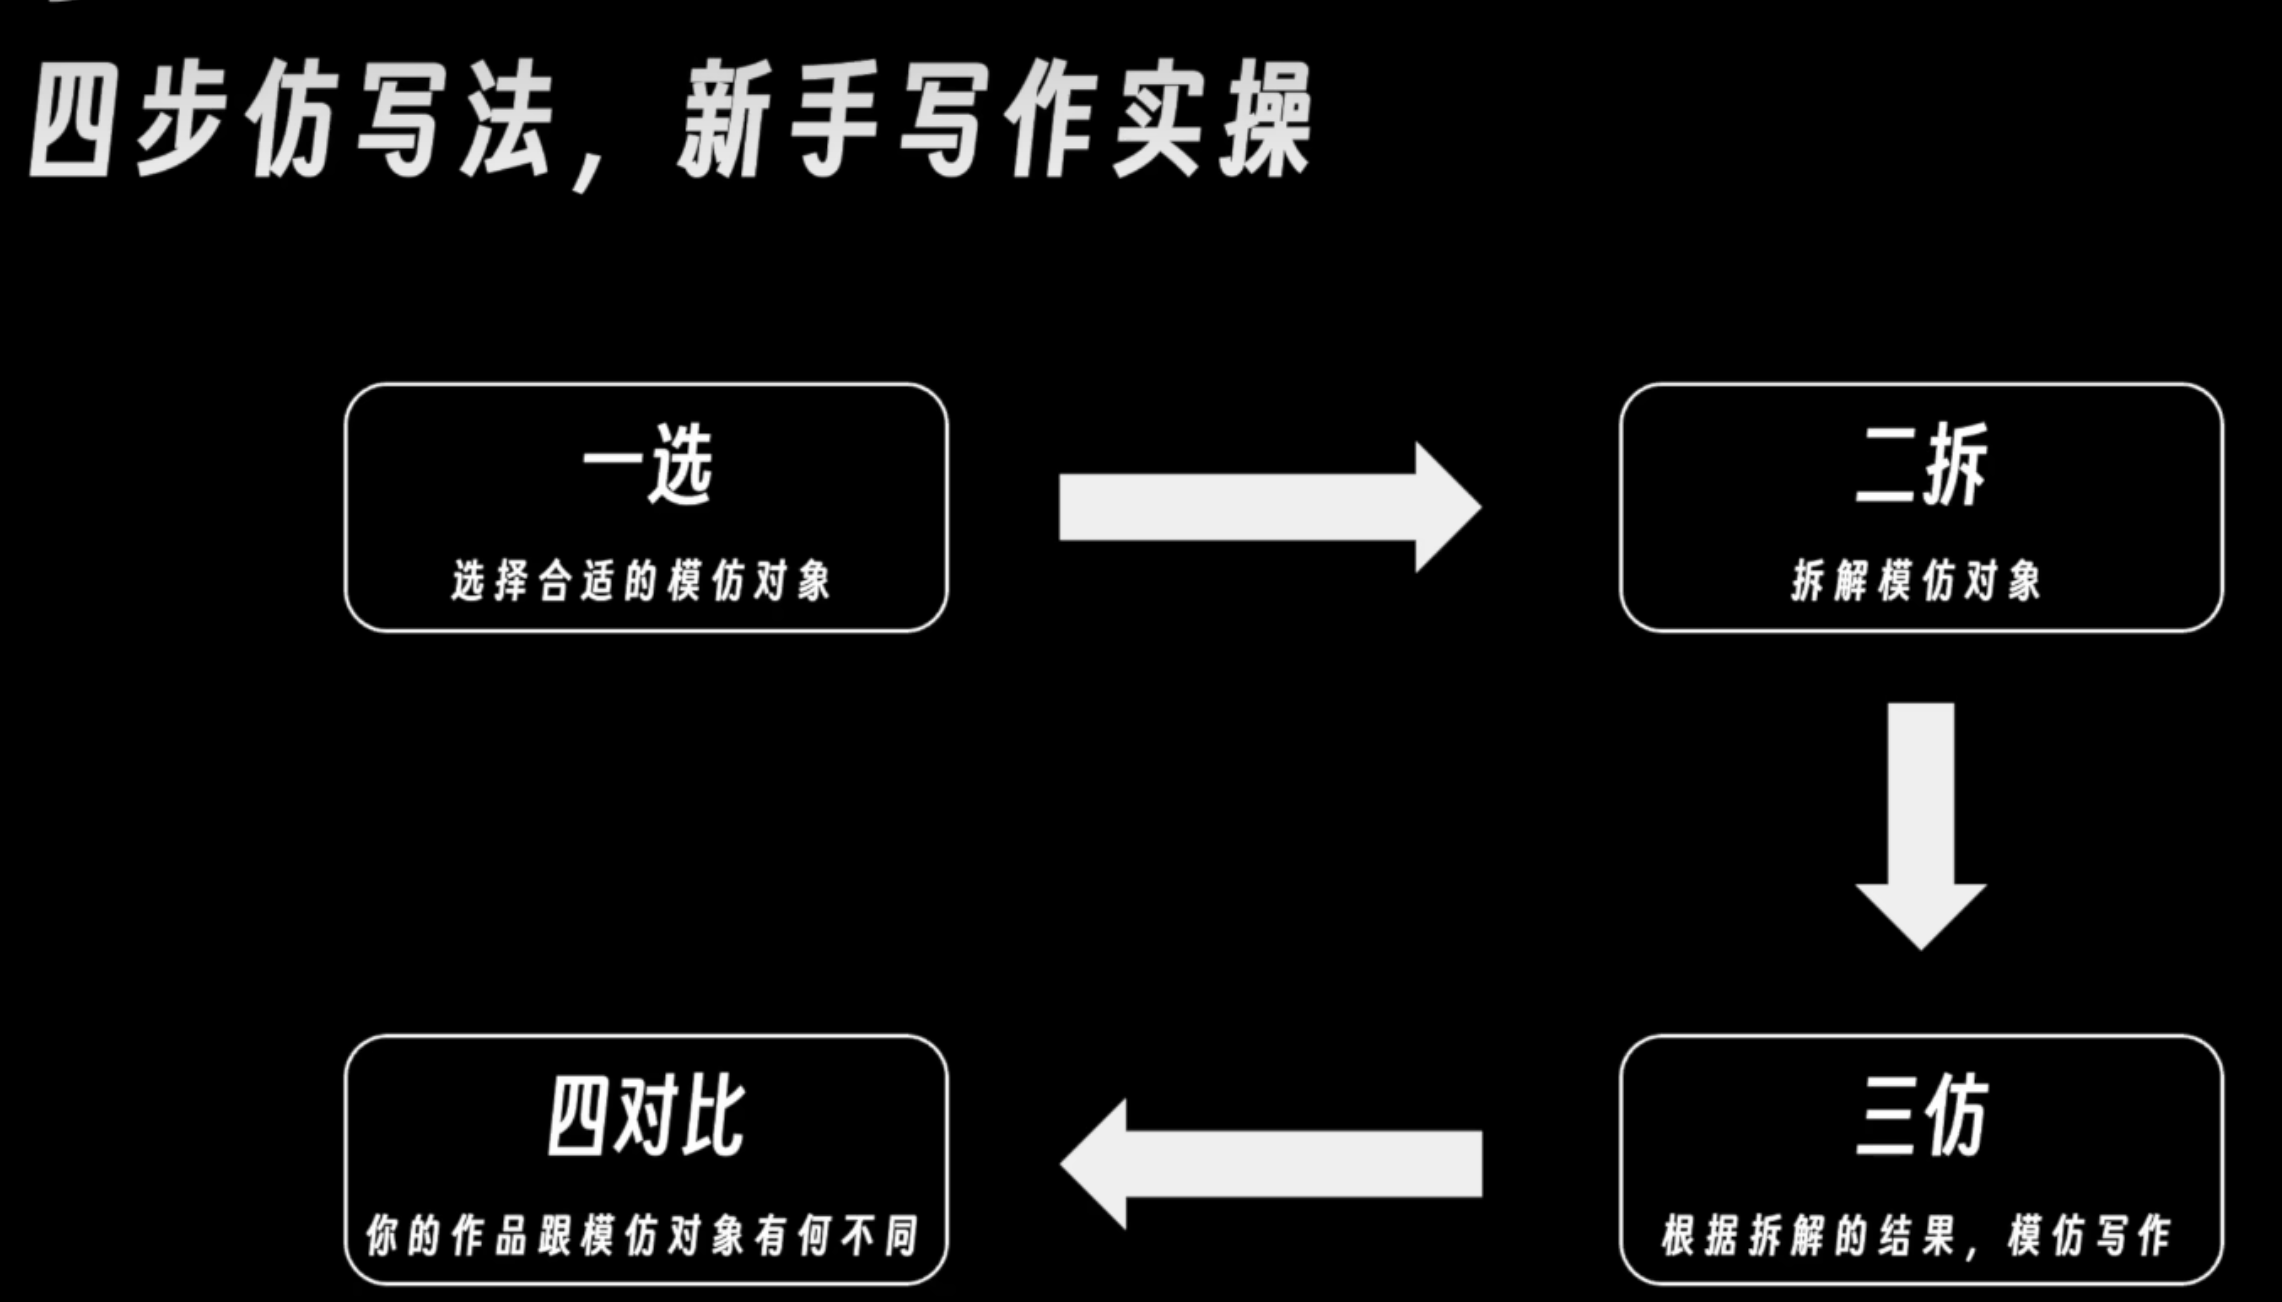 四步仿写法，新手写作实操
一选
选择合适的模仿对象
二拆
拆解模仿对象
三仿
根据拆解的结果，模仿写作
四对比
你的作品跟模仿对象有何不同